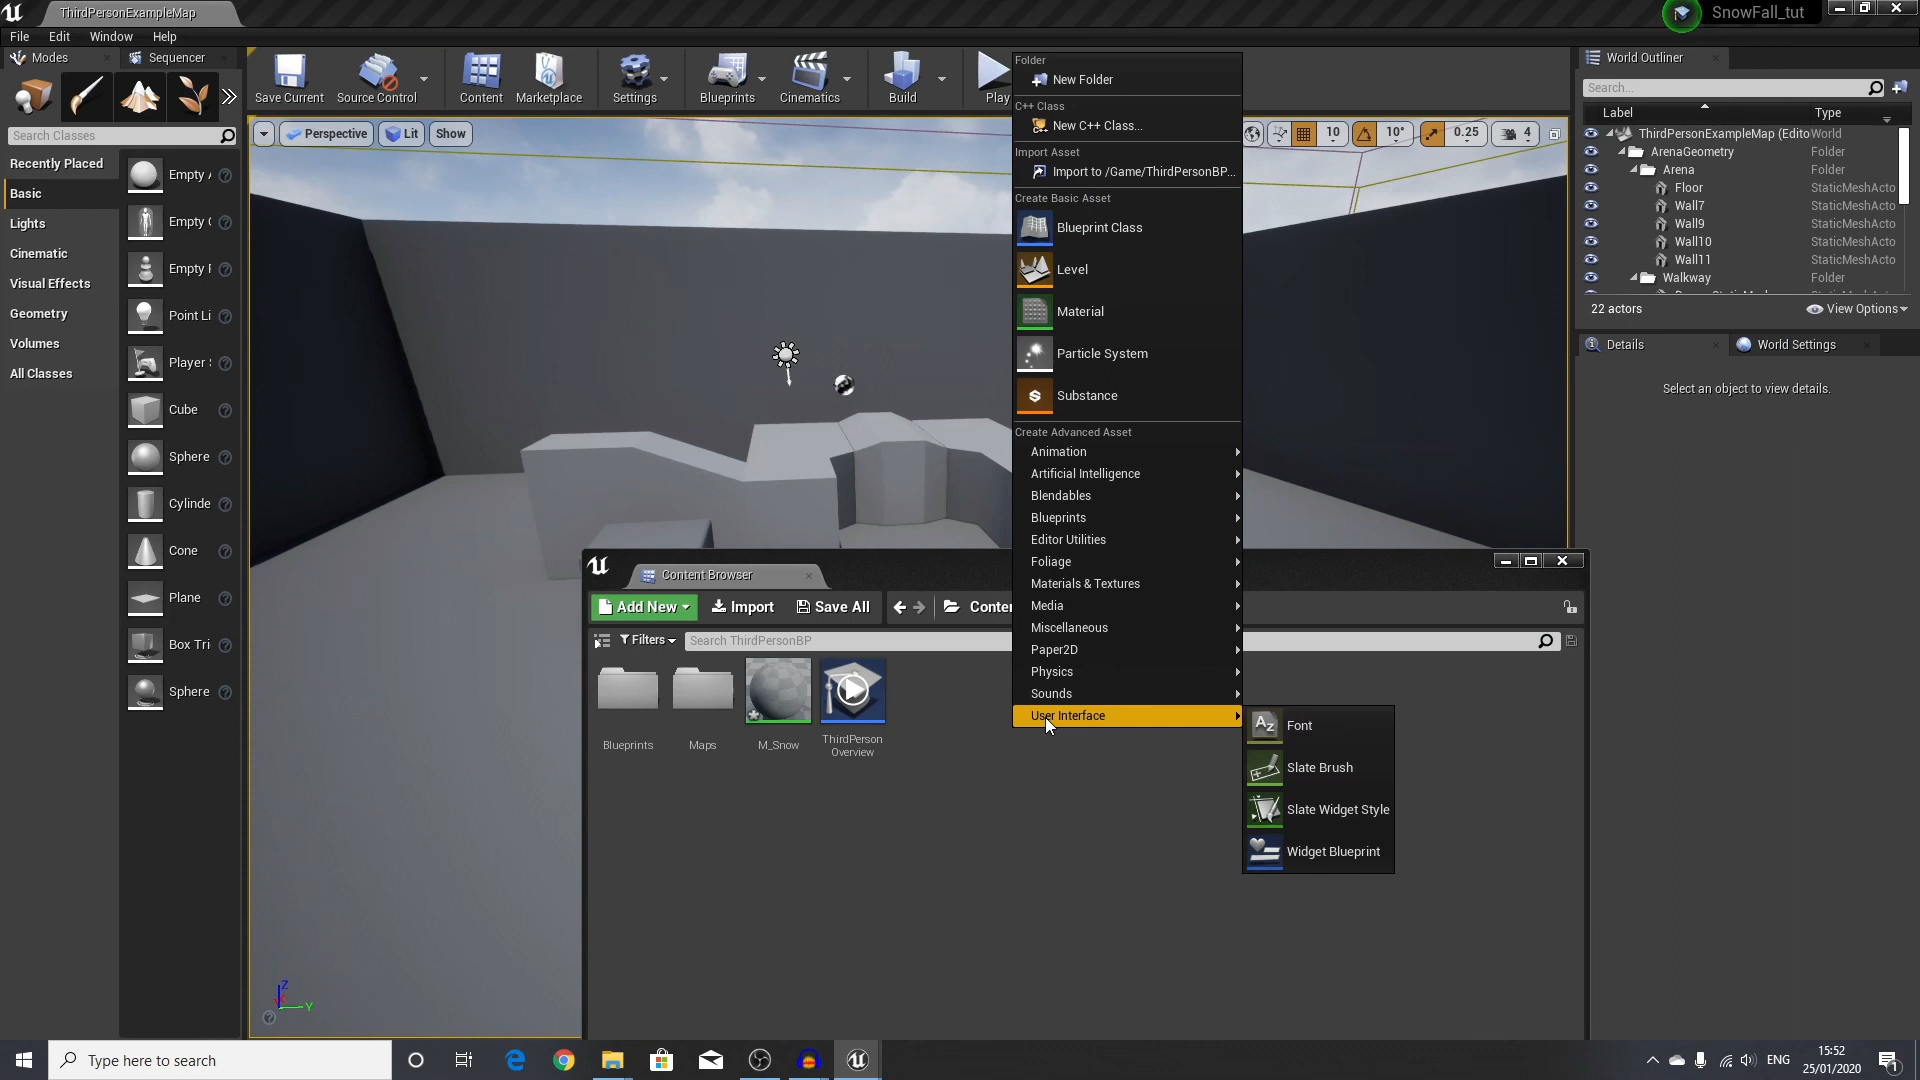 ThirdPersonExampleMap
SnowFall_tut
File Edit Window Help
Modes
Sequencer
Search Classes
Recently Placed
Basic
Lights
Cinematic
Visual Effects
Geometry
Volumes
All Classes
Empty
Empty
Empty
Point Li
Player
Cube
Sphere
Cylinde
Cone
Plane
Box Tri
Sphere
Save Current
Source Control
Content
Marketplace
Settings
Blueprints
Cinematics
Build
Play
Perspective
Lit
Show
10
10°
0.25
4
Folder
New Folder
C++ Class
New C++ Class...
Import Asset
Import to /Game/ThirdPersonBP...
Create Basic Asset
Blueprint Class
Level
Material
Particle System
Substance
Create Advanced Asset
Animation
Artificial Intelligence
Blendables
Blueprints
Editor Utilities
Foliage
Materials & Textures
Media
Miscellaneous
Paper2D
Physics
Sounds
User Interface
Font
Slate Brush
Slate Widget Style
Widget Blueprint
Content Browser
Add New
Import
Save All
Conter
Filters
Search ThirdPersonBP
Blueprints
Maps
M_Snow
ThirdPerson
Overview
World Outliner
Search...
Label Type
ThirdPersonExampleMap (Edito World
ArenaGeometry Folder
Arena Folder
Floor StaticMeshActo
Wall7 StaticMeshActo
Wall9 StaticMeshActo
Wall10 StaticMeshActo
Wall11 StaticMeshActo
Walkway Folder
22 actors
View Options
Details
World Settings
Select an object to view details.
Z
Y
Type here to search
ENG
15:52
25/01/2020
1